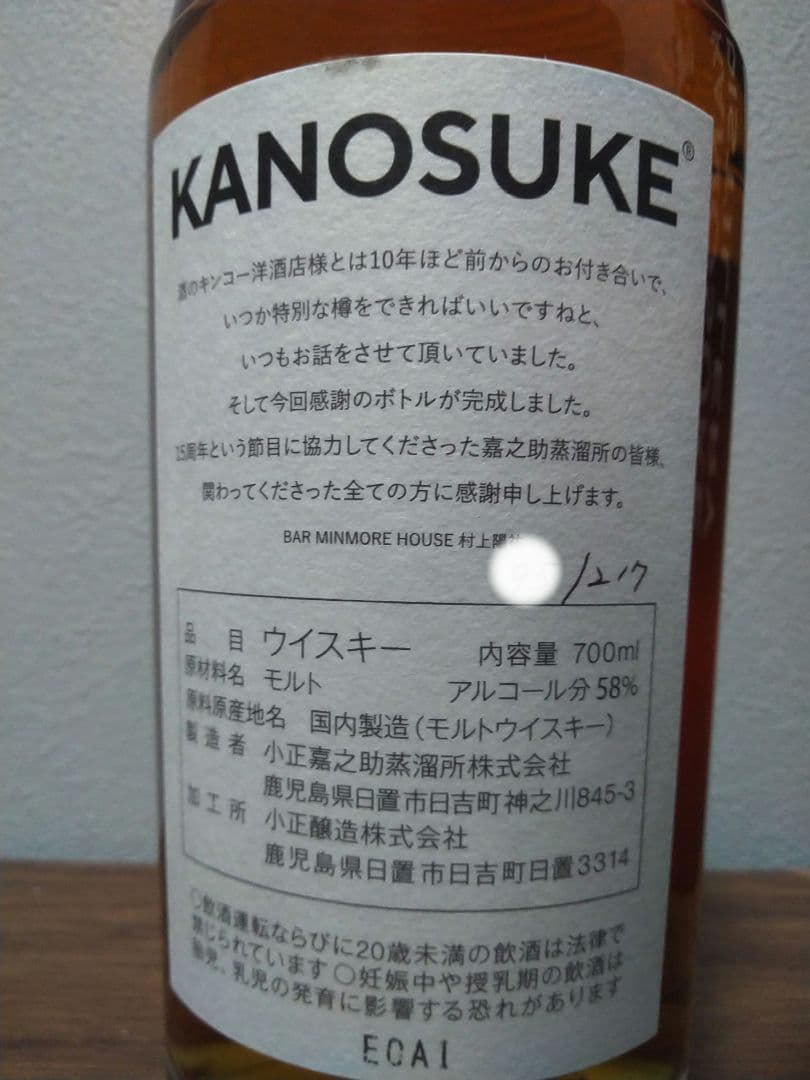 KANOSUKE®
酒のキンコー洋酒店様とは10年ほど前からのお付き合いで、
いつか特別な樽をできればいいですねと、
いつもお話をさせて頂いていました。
そして今回感謝のボトルが完成しました。
15周年という節目に協力してくださった嘉之助蒸溜所の皆様、
関わってくださった全ての方に感謝申し上げます。
BAR MINMORE HOUSE 村上陽
/217
品目 ウイスキー 内容量 700ml
原材料名 モルト アルコール分 58%
原料原産地名 国内製造（モルトウイスキー）
製造者 小正嘉之助蒸溜所株式会社
鹿児島県日置市日吉町神之川845-3
加工所 小正醸造株式会社
鹿児島県日置市日吉町日置3314
○飲酒運転ならびに20歳未満の飲酒は法律で
禁じられています ○妊娠中や授乳期の飲酒は
胎児、乳児の発育に影響する恐れがあります
ECAI